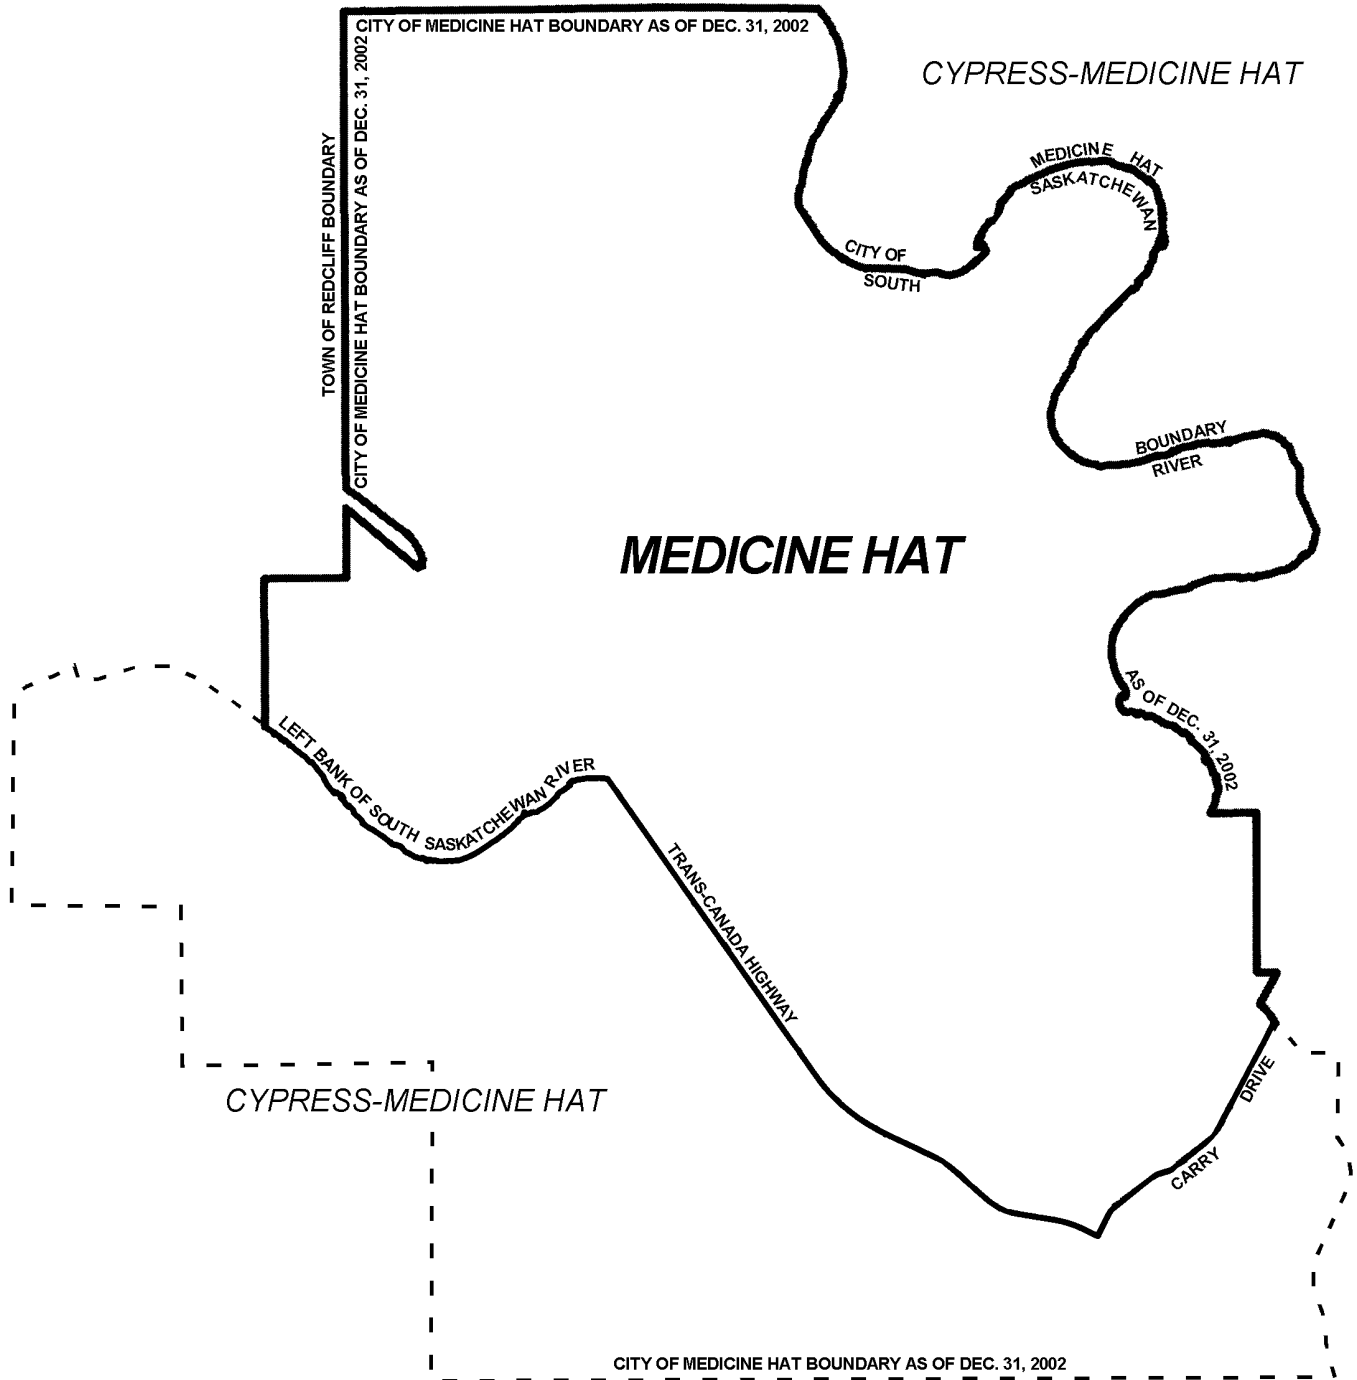 CITY OF MEDICINE HAT BOUNDARY AS OF DEC. 31, 2002
CYPRESS-MEDICINE HAT
TOWN OF REDCLIFF BOUNDARY
CITY OF MEDICINE HAT BOUNDARY AS OF DEC. 31, 2002
CITY OF MEDICINE HAT BOUNDARY AS OF DEC. 31, 2002
SOUTH SASKATCHEWAN RIVER
MEDICINE HAT
LEFT BANK OF SOUTH SASKATCHEWAN RIVER
TRANS-CANADA HIGHWAY
CARRY DRIVE
CYPRESS-MEDICINE HAT
CITY OF MEDICINE HAT BOUNDARY AS OF DEC. 31, 2002